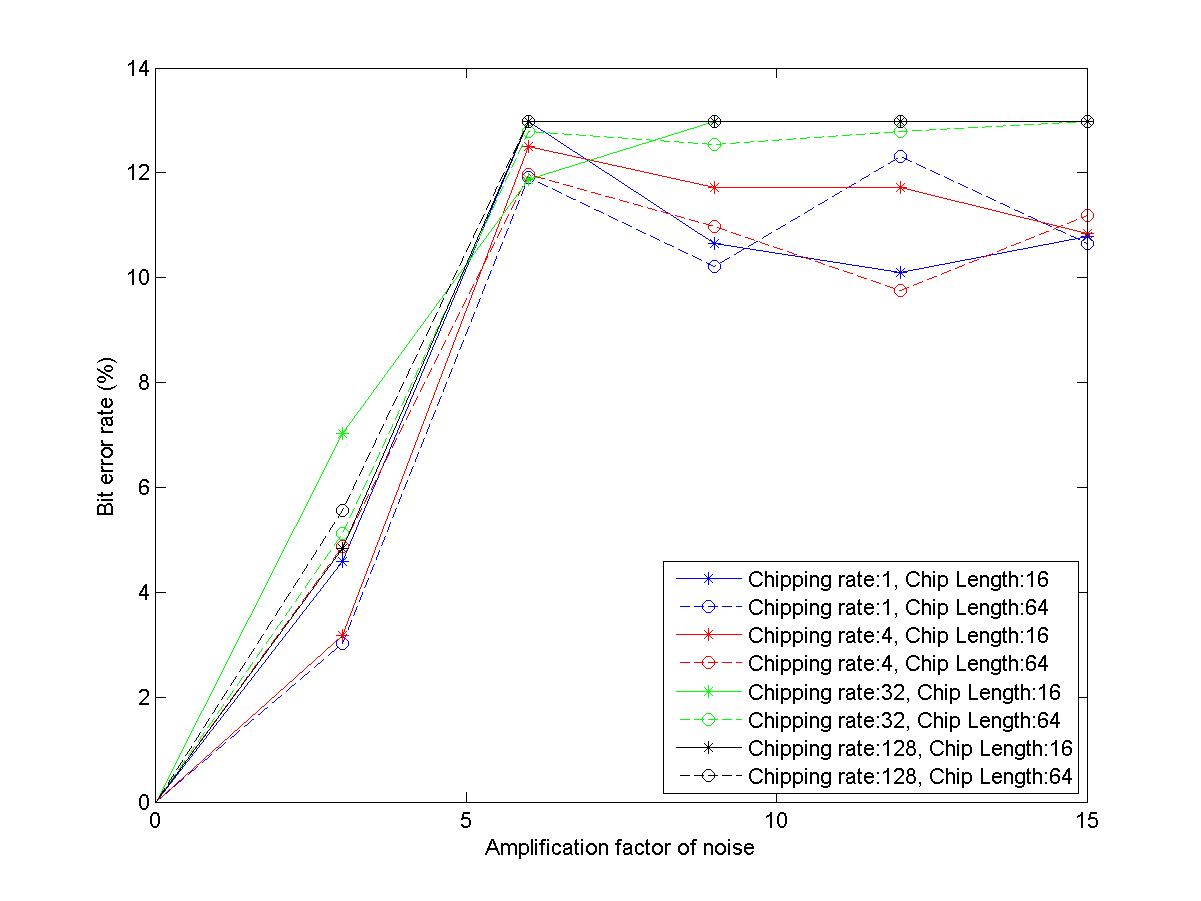 14
12
10
8
6
4
2
0
Bit error rate (%)
Chipping rate:1, Chip Length:16
Chipping rate:1, Chip Length:64
Chipping rate:4, Chip Length:16
Chipping rate:4, Chip Length:64
Chipping rate:32, Chip Length:16
Chipping rate:32, Chip Length:64
Chipping rate:128, Chip Length:16
Chipping rate:128, Chip Length:64
0 5 10 15
Amplification factor of noise